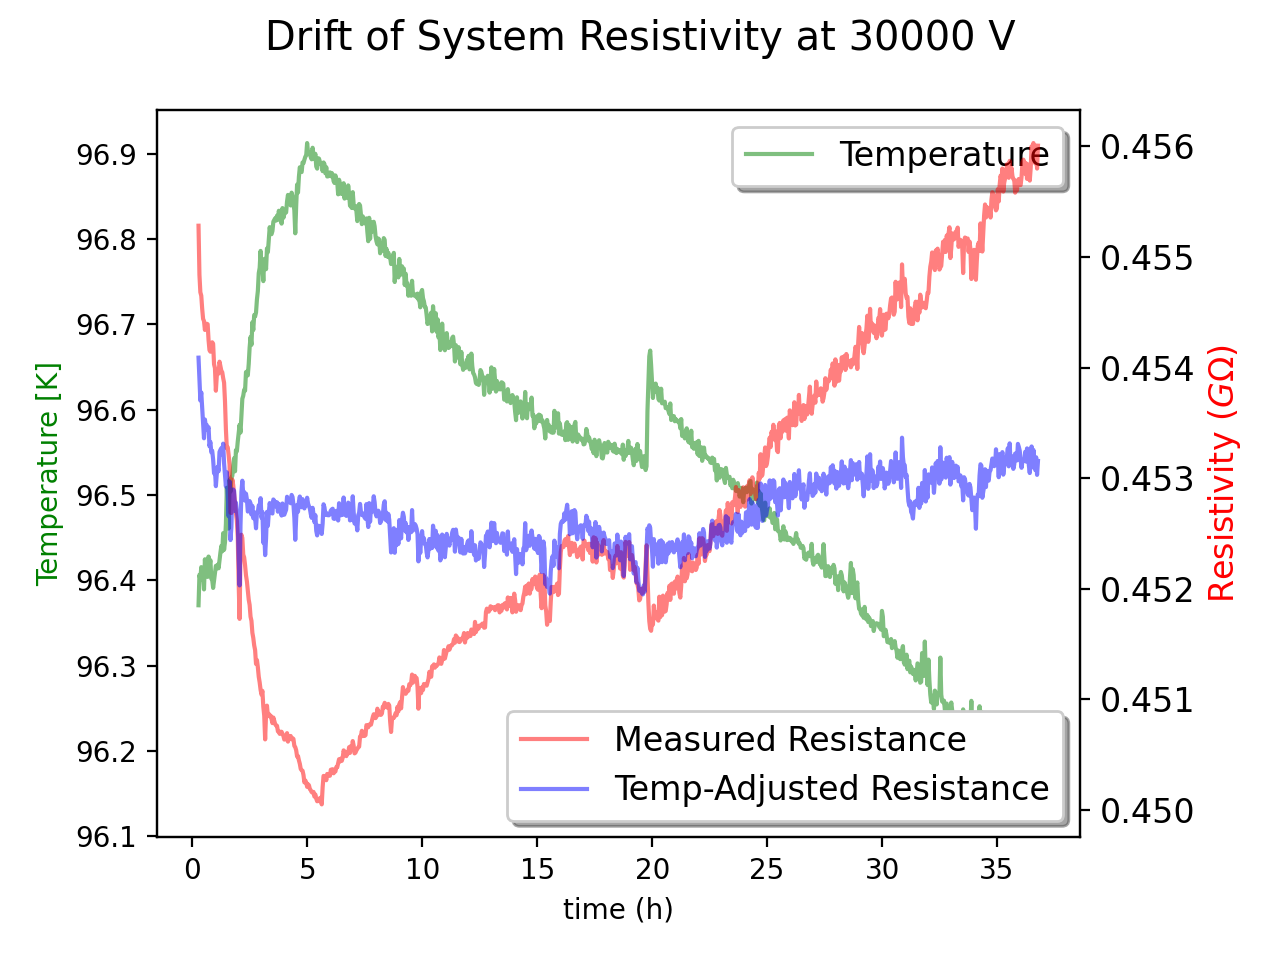 Drift of System Resistivity at 30000 V
Temperature
96.9
96.8
96.7
96.6
96.5
96.4
96.3
96.2
96.1
Temperature [K]
0.456
0.455
0.454
0.453
0.452
0.451
0.450
Resistivity (GΩ)
Measured Resistance
Temp-Adjusted Resistance
0 5 10 15 20 25 30 35
time (h)